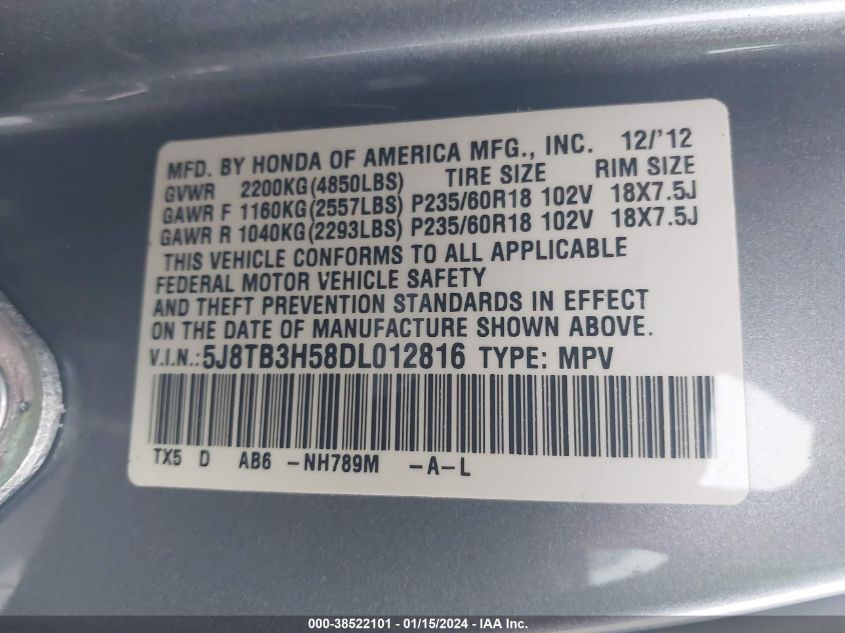 MFD. BY HONDA OF AMERICA MFG., INC. 12/'12
GVWR 2200KG(4850LBS) TIRE SIZE RIM SIZE
GAWR F 1160KG(2557LBS) P235/60R18 102V 18X7.5J
GAWR R 1040KG(2293LBS) P235/60R18 102V 18X7.5J
THIS VEHICLE CONFORMS TO ALL APPLICABLE
FEDERAL MOTOR VEHICLE SAFETY
AND THEFT PREVENTION STANDARDS IN EFFECT
ON THE DATE OF MANUFACTURE SHOWN ABOVE.
V.I.N.: 5J8TB3H58DL012816 TYPE: MPV
TX5 D AB6 -NH789M -A-L
000-38522101 - 01/15/2024 - IAA Inc.